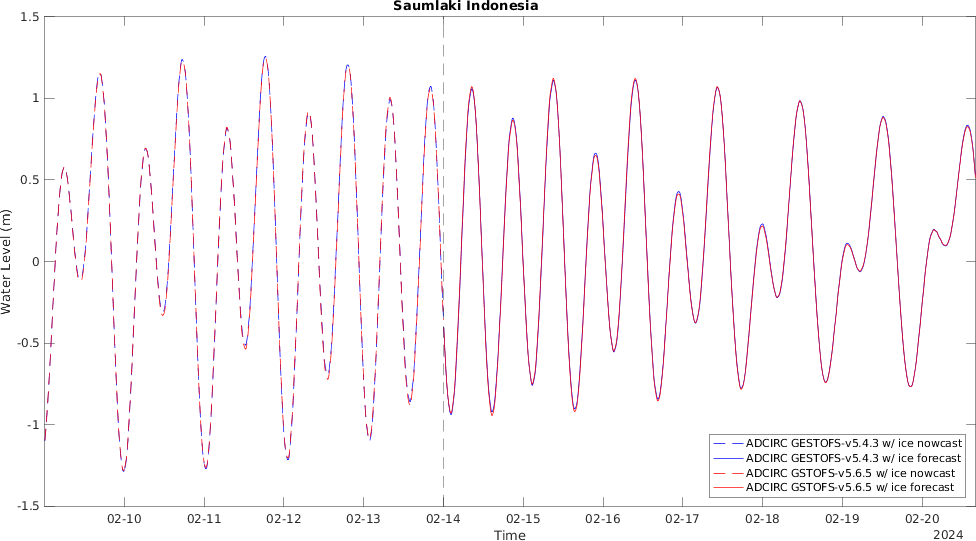 Saumlaki Indonesia
1.5
1
0.5
0
-0.5
-1
-1.5
Water Level (m)
ADCIRC GESTOFS-v5.4.3 w/ ice nowcast
ADCIRC GESTOFS-v5.4.3 w/ ice forecast
ADCIRC GSTOFS-v5.6.5 w/ ice nowcast
ADCIRC GSTOFS-v5.6.5 w/ ice forecast
02-10 02-11 02-12 02-13 02-14 02-15 02-16 02-17 02-18 02-19 02-20
Time
2024